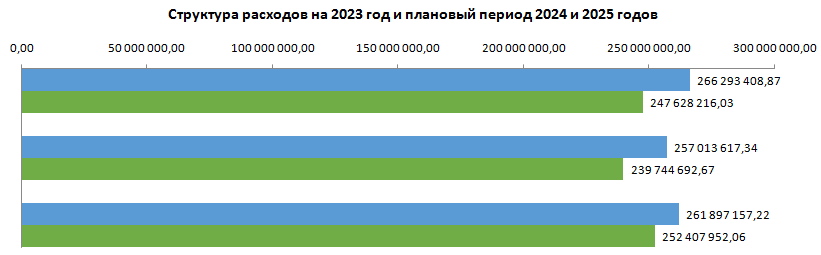 Структура расходов на 2023 год и плановый период 2024 и 2025 годов
0,00 50 000 000,00 100 000 000,00 150 000 000,00 200 000 000,00 250 000 000,00 300 000 000,00
266 293 408,87
247 628 216,03
257 013 617,34
239 744 692,67
261 897 157,22
252 407 952,06